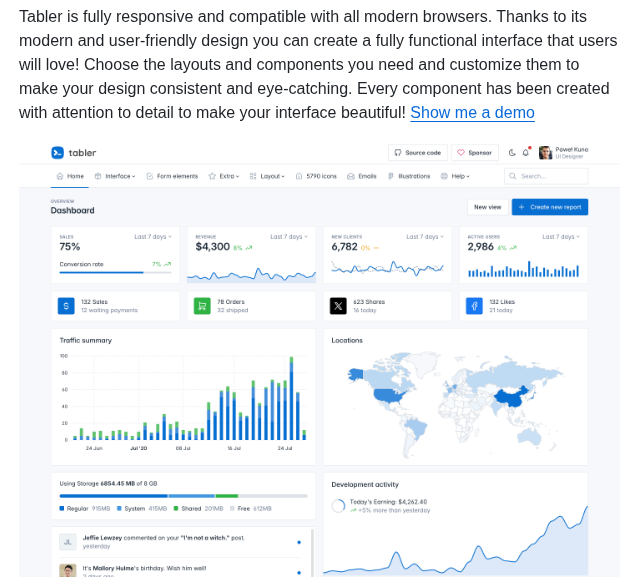 Tabler is fully responsive and compatible with all modern browsers. Thanks to its
modern and user-friendly design you can create a fully functional interface that users
will love! Choose the layouts and components you need and customize them to
make your design consistent and eye-catching. Every component has been created
with attention to detail to make your interface beautiful! Show me a demo
tabler
Source code
Sponsor
Paweł Kuna
UI Designer
Home Interface Form elements Extra Layout 5790 icons Emails Illustrations Help Search...
OVERVIEW
Dashboard
New view
Create new report
SALES Last 7 days
75%
Conversion rate 7%
REVENUE Last 7 days
$4,300 8%
NEW CLIENTS Last 7 days
6,782 0%
ACTIVE USERS Last 7 days
2,986 4%
132 Sales
12 waiting payments
78 Orders
32 shipped
623 Shares
16 today
132 Likes
21 today
Traffic summary
100
80
60
40
20
0
24 Jun Jul '20 08 Jul 16 Jul 24 Jul
Locations
Using Storage 6854.45 MB of 8 GB
Regular 915MB System 415MB Shared 201MB Free 612MB
JL
Jeffie Lewzey commented on your "I'm not a witch." post.
yesterday
It's Mallory Hulme's birthday. Wish him well!
2 days ago
Development activity
Today's Earning: $4,262.40
+5% more than yesterday